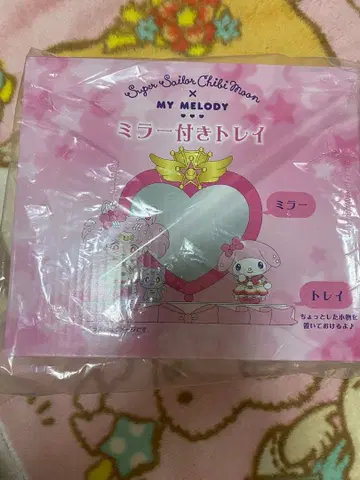 Super Sailor Chibi Moon
×
MY MELODY
ミラー付きトレイ
ミラー
トレイ
ちょっとした小物も
置いておけるよ♪